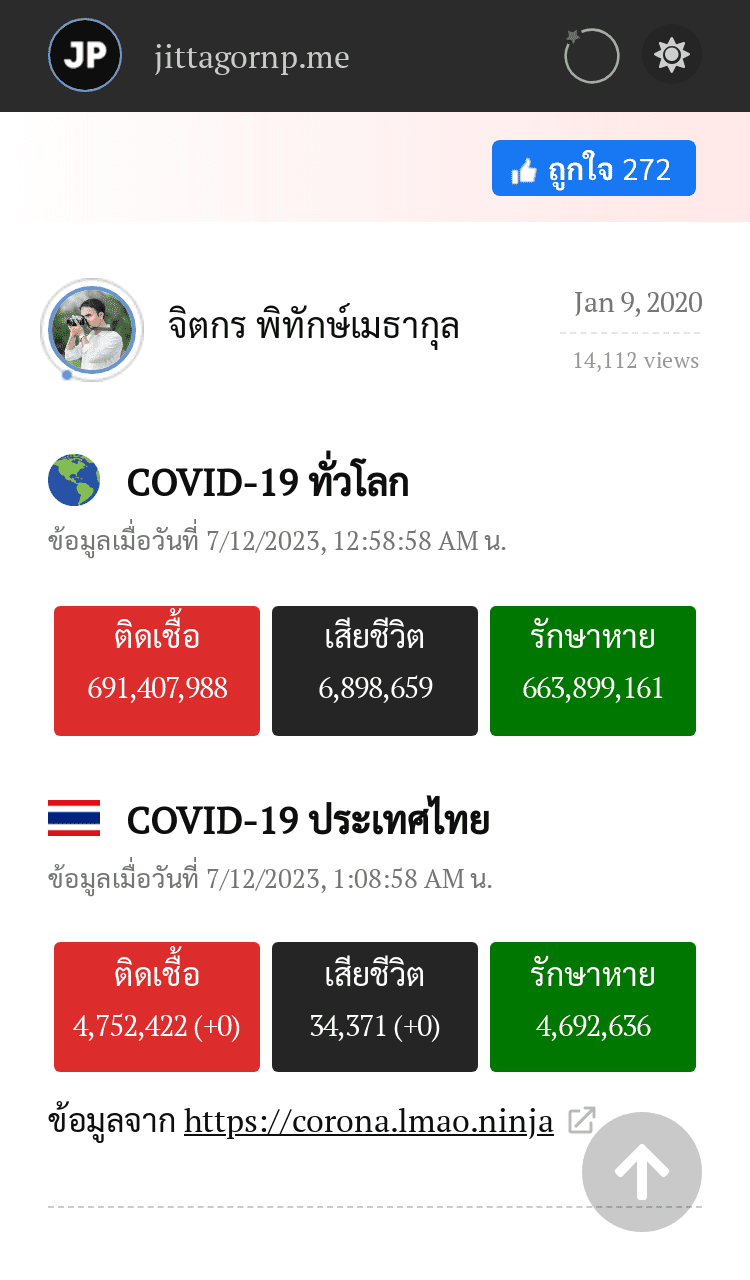 JP
jittagornp.me
ถูกใจ 272
จิตกร พิทักษ์เมธากุล
Jan 9, 2020
14,112 views
COVID-19 ทั่วโลก
ข้อมูลเมื่อวันที่ 7/12/2023, 12:58:58 AM น.
ติดเชื้อ
691,407,988
เสียชีวิต
6,898,659
รักษาหาย
663,899,161
COVID-19 ประเทศไทย
ข้อมูลเมื่อวันที่ 7/12/2023, 1:08:58 AM น.
ติดเชื้อ
4,752,422 (+0)
เสียชีวิต
34,371 (+0)
รักษาหาย
4,692,636
ข้อมูลจาก https://corona.lmao.ninja